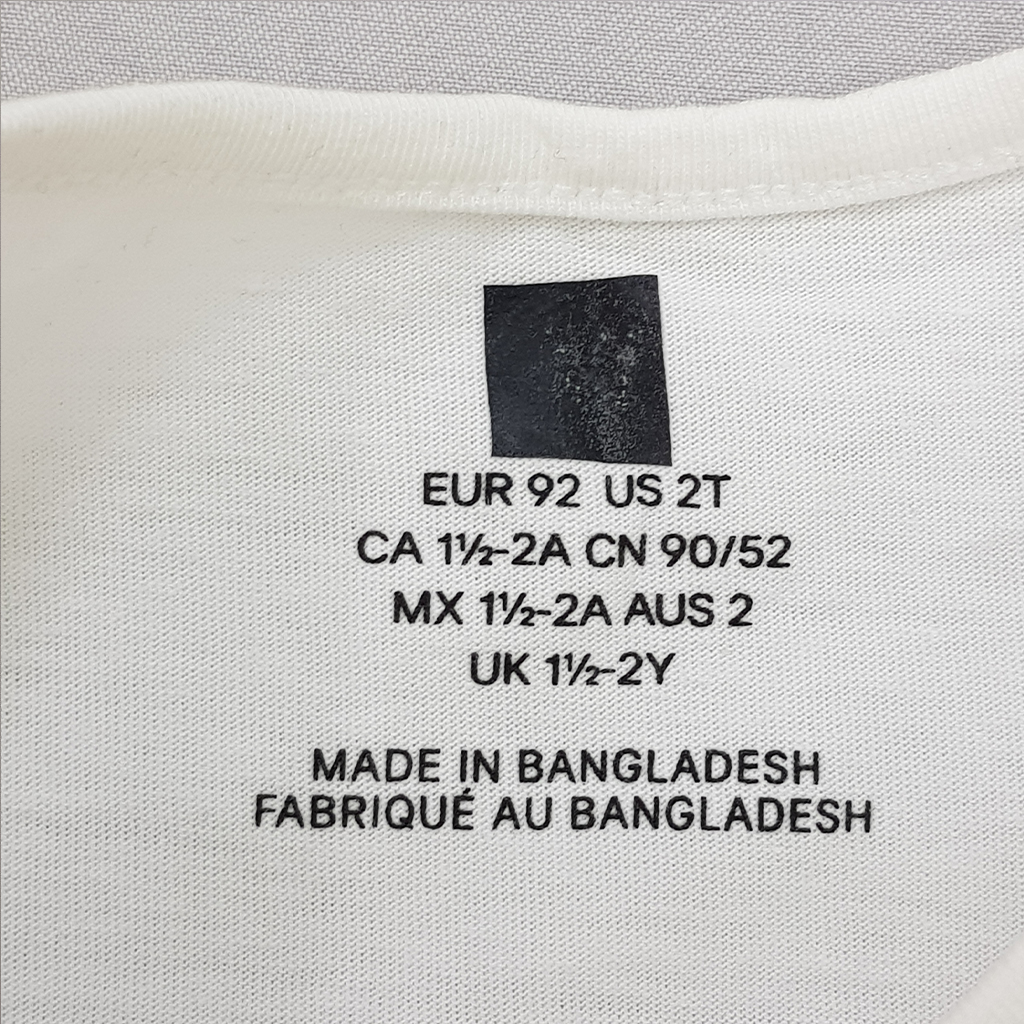 EUR 92 US 2T
CA 1½-2A CN 90/52
MX 1½-2A AUS 2
UK 1½-2Y
MADE IN BANGLADESH
FABRIQUÉ AU BANGLADESH